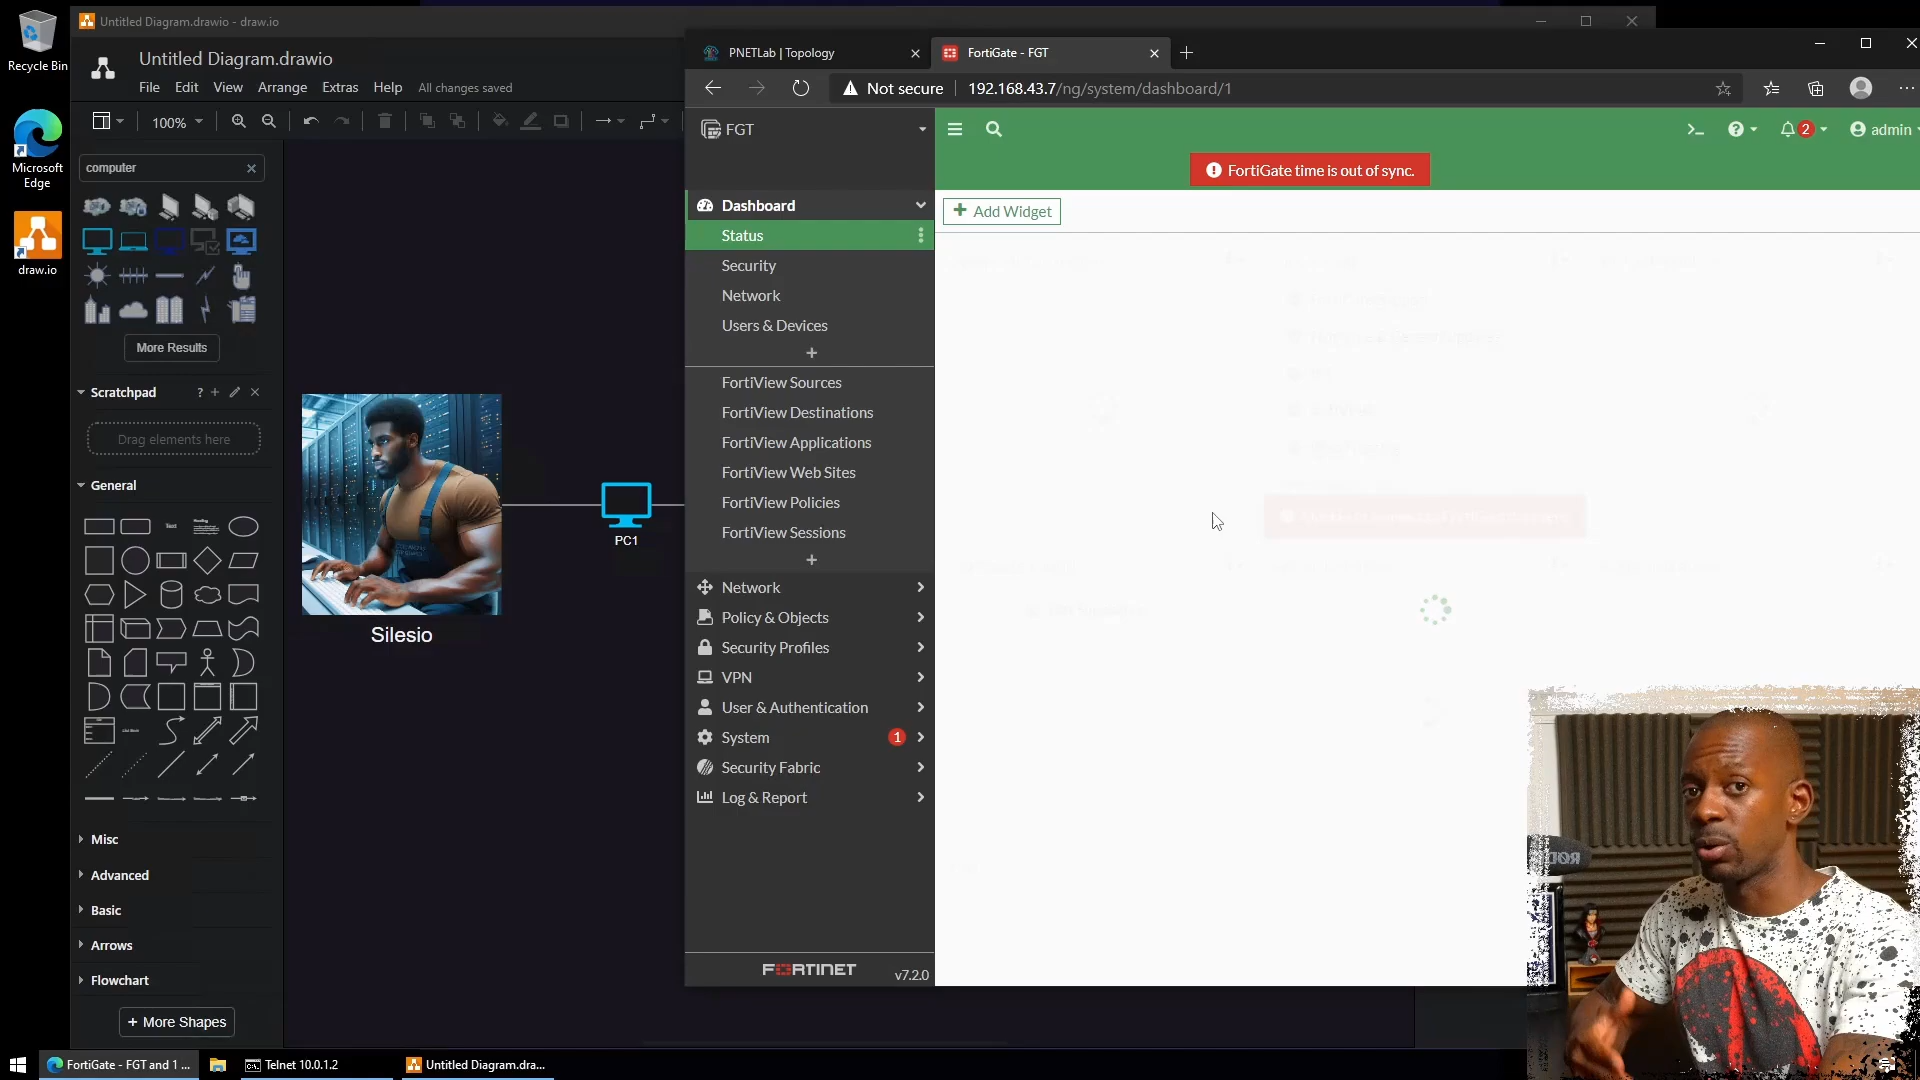 Recycle Bin
Microsoft
Edge
draw.io
Untitled Diagram.drawio - draw.io
Untitled Diagram.drawio
File
Edit
View
Arrange
Extras
Help
All changes saved
100%
computer
More Results
Scratchpad
?
Drag elements here
General
Text
Heading
Misc
Advanced
Basic
Arrows
Flowchart
+ More Shapes
Silesio
PC1
PNETLab | Topology
FortiGate - FGT
Not secure
192.168.43.7/ng/system/dashboard/1
FGT
2
admin
FortiGate time is out of sync.
+ Add Widget
Dashboard
Status
Security
Network
Users & Devices
+
FortiView Sources
FortiView Destinations
FortiView Applications
FortiView Web Sites
FortiView Policies
FortiView Sessions
+
Network
Policy & Objects
Security Profiles
VPN
User & Authentication
System
1
Security Fabric
Log & Report
FORTINET
v7.2.0
FortiGate - FGT and 1 ...
Telnet 10.0.1.2
Untitled Diagram.dra...